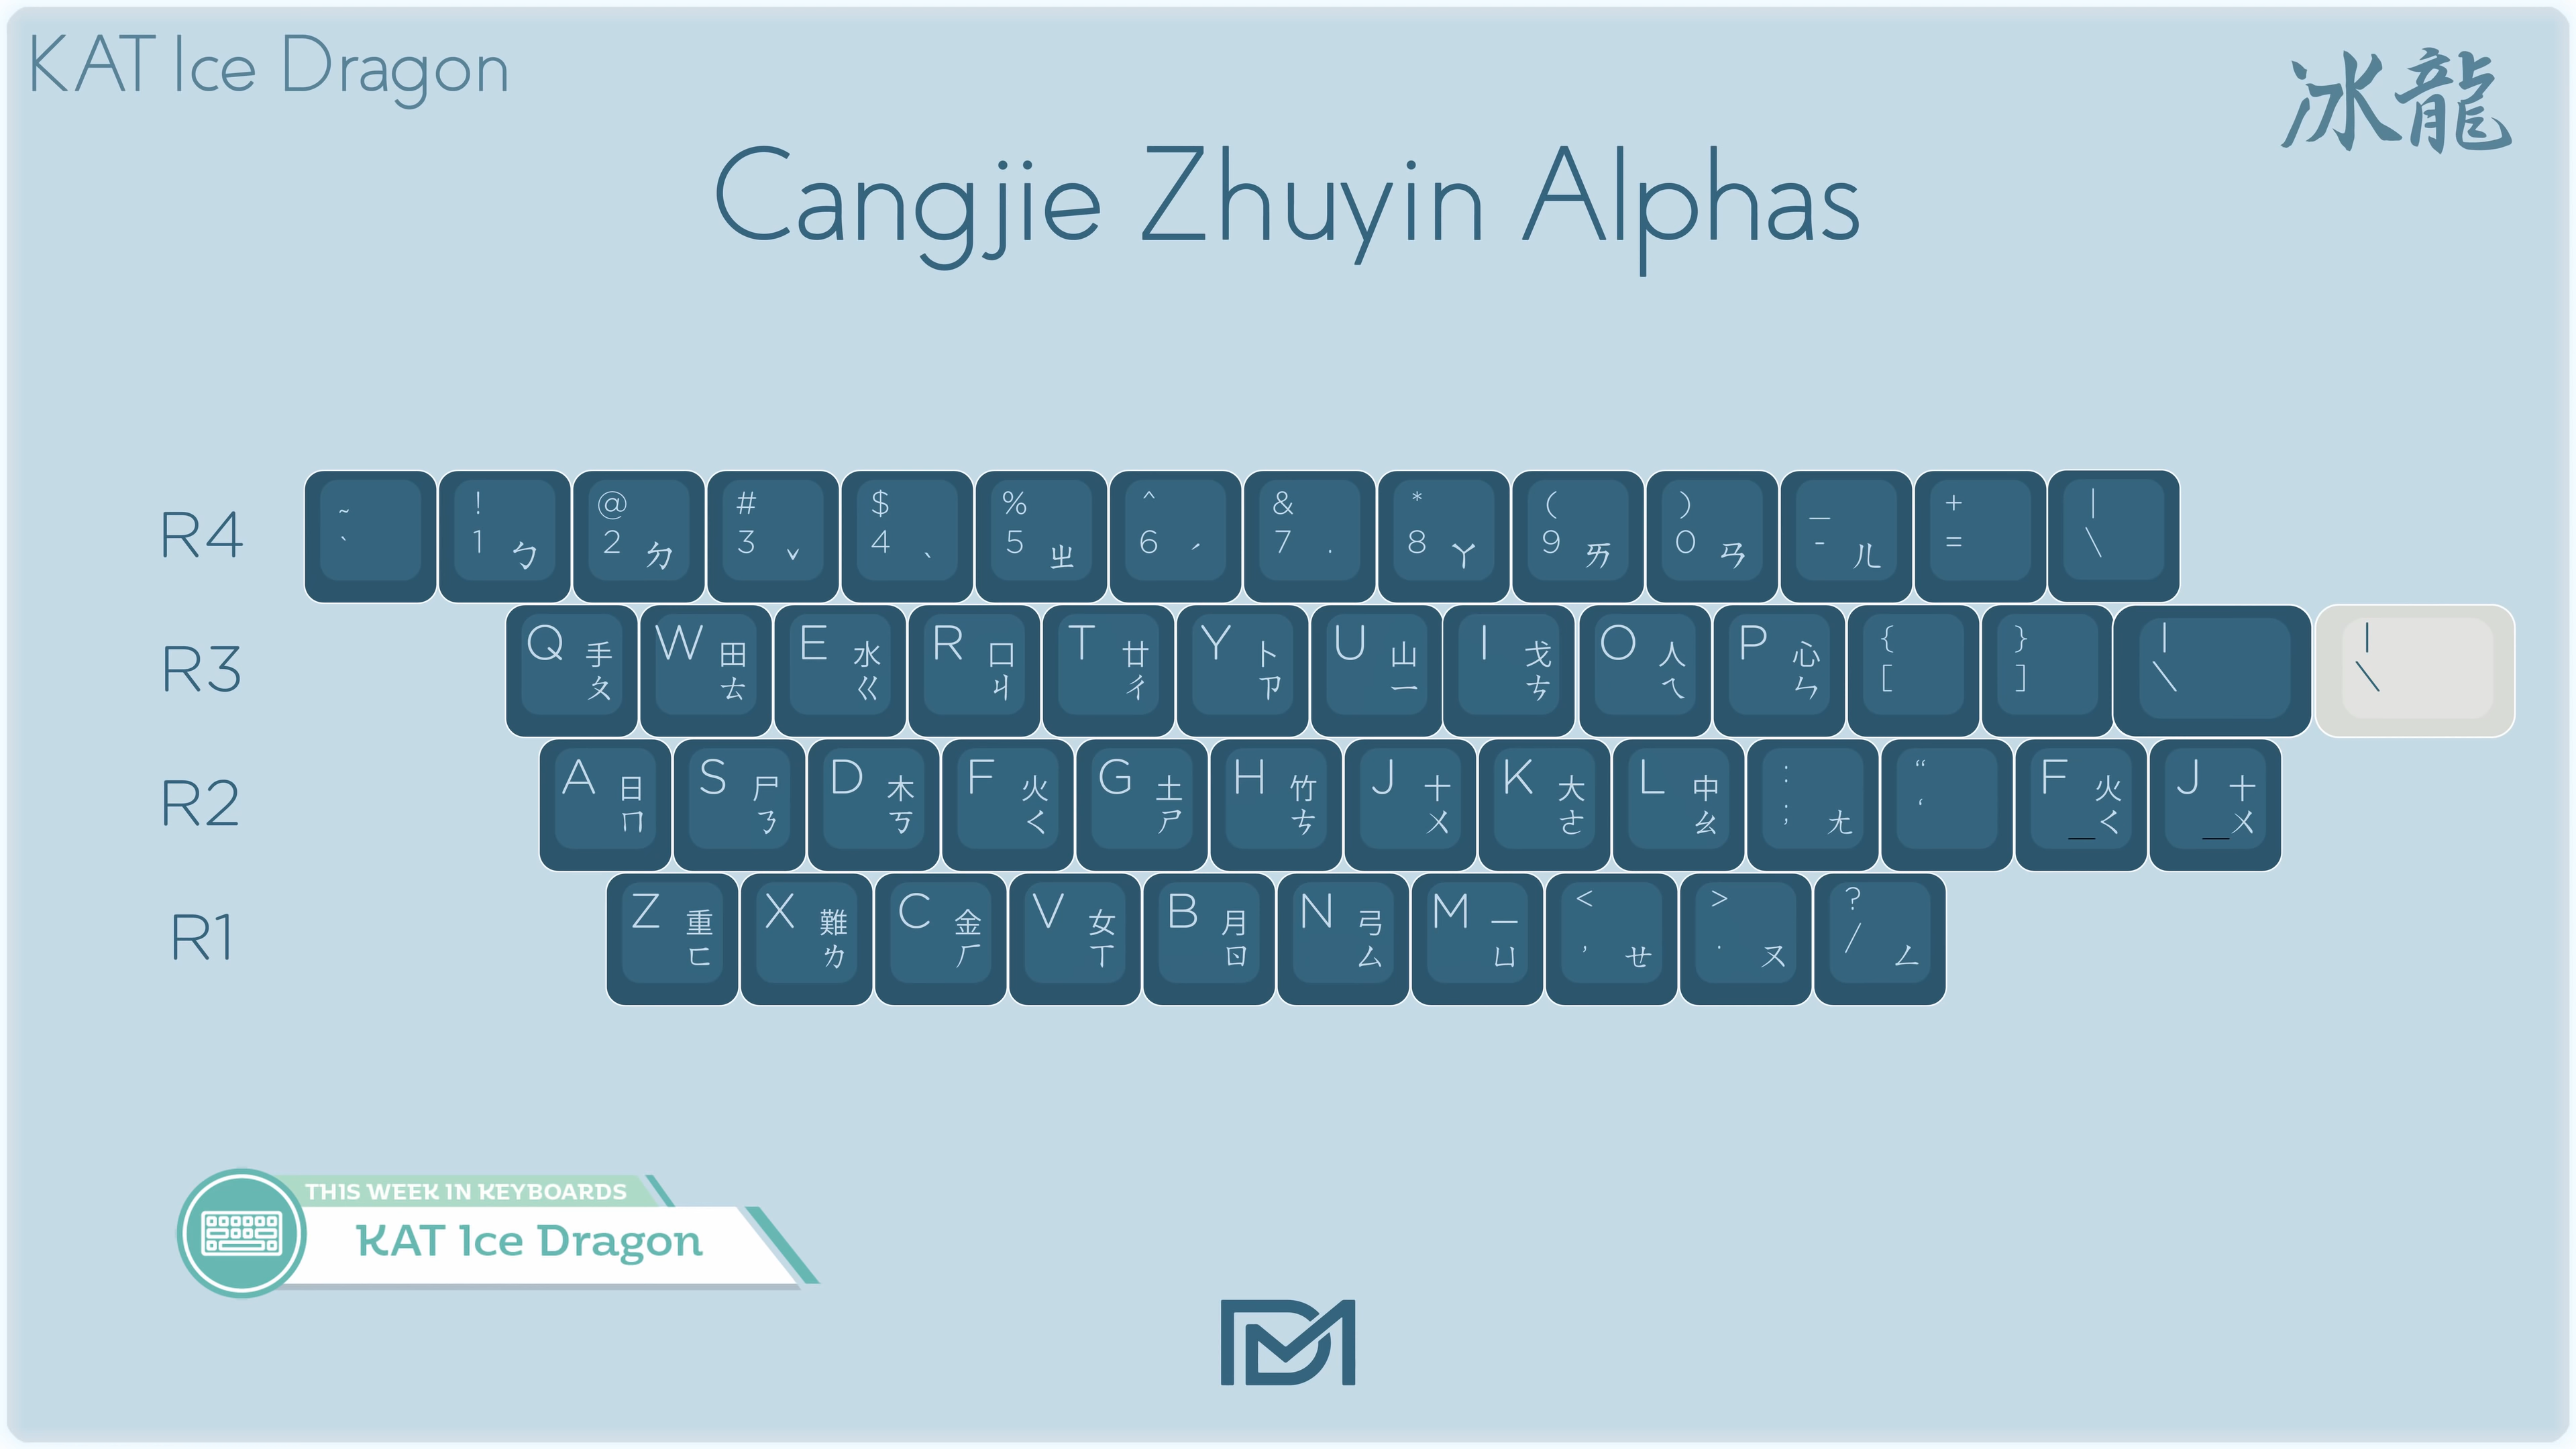 KAT Ice Dragon
冰龍
Cangjie Zhuyin Alphas
R4 ~ ` ! 1 ㄅ @ 2 ㄉ # 3 ˇ $ 4 ˋ % 5 ㄓ ^ 6 ˊ & 7 ˙ * 8 ㄚ ( 9 ㄞ ) 0 ㄢ _ - ㄦ + = | \
R3 Q 手 ㄆ W 田 ㄊ E 水 ㄍ R 口 ㄐ T 廿 ㄔ Y 卜 ㄗ U 山 ㄧ I 戈 ㄘ O 人 ㄟ P 心 ㄣ { [ } ] | \ | \
R2 A 日 ㄇ S 尸 ㄋ D 木 ㄎ F 火 ㄑ G 土 ㄕ H 竹 ㄘ J 十 ㄨ K 大 ㄜ L 中 ㄠ : ; ㄤ “ ‘ F 火 ㄑ J 十 ㄨ
R1 Z 重 ㄈ X 難 ㄌ C 金 ㄏ V 女 ㄒ B 月 ㄖ N 弓 ㄙ M 一 ㄩ < , ㄝ > . ㄡ ? / ㄥ
THIS WEEK IN KEYBOARDS
KAT Ice Dragon
DM